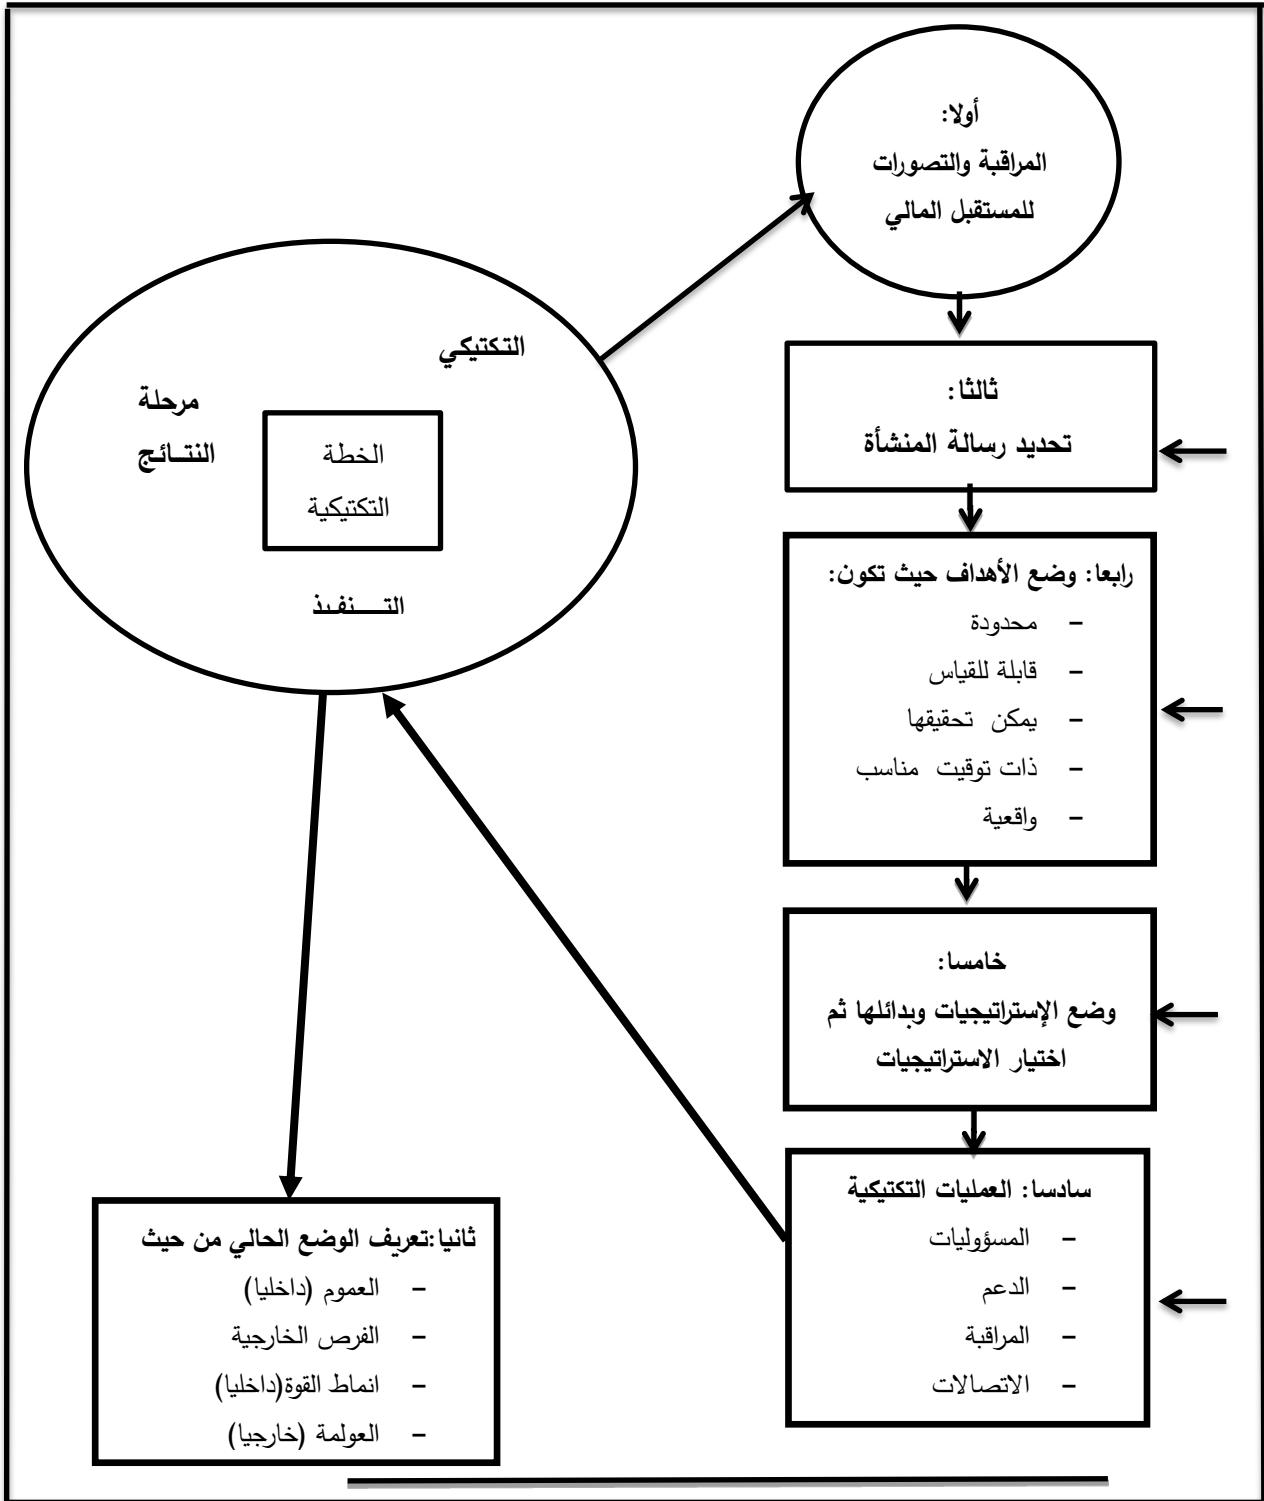 أولا:
المراقبة والتصورات
للمستقبل المالي
ثالثا:
تحديد رسالة المنشأة
رابعا: وضع الأهداف حيث تكون:
- محدودة
- قابلة للقياس
- يمكن تحقيقها
- ذات توقيت مناسب
- واقعية
خامسا:
وضع الإستراتيجيات وبدائلها ثم
اختيار الاستراتيجيات
سادسا: العمليات التكتيكية
- المسؤوليات
- الدعم
- المراقبة
- الاتصالات
التكتيكي
مرحلة
النتــائج
الخطة
التكتيكية
التـــــنفيذ
ثانيا:تعريف الوضع الحالي من حيث
- العموم (داخليا)
- الفرص الخارجية
- انماط القوة(داخليا)
- العولمة (خارجيا)